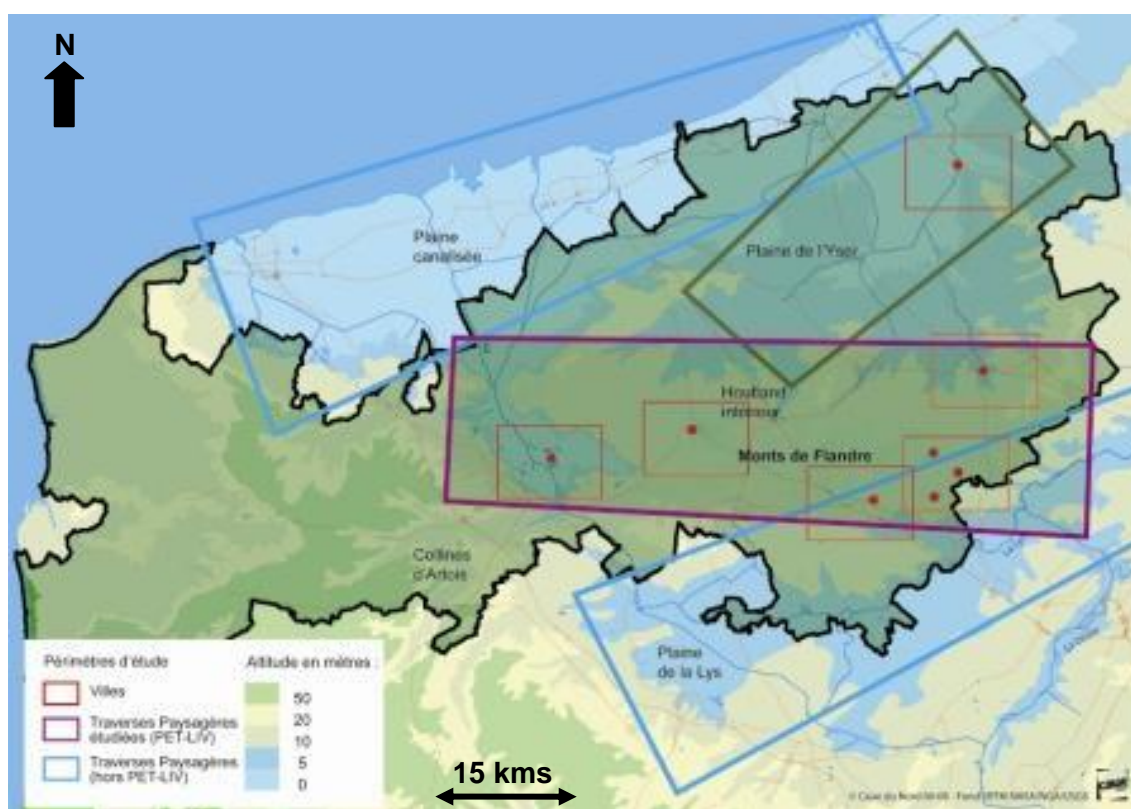 N
Plaine
canalisée
Plaine de l'Yser
Houtland
intérieur
Monts de Flandre
Collines
d'Artois
Plaine
de la Lys
Périmètres d'étude
Villes
Traverses Paysagères
étudiées (PET-LIV)
Traverses Paysagères
(hors PET-LIV)
Altitude en mètres :
50
20
10
5
0
15 kms